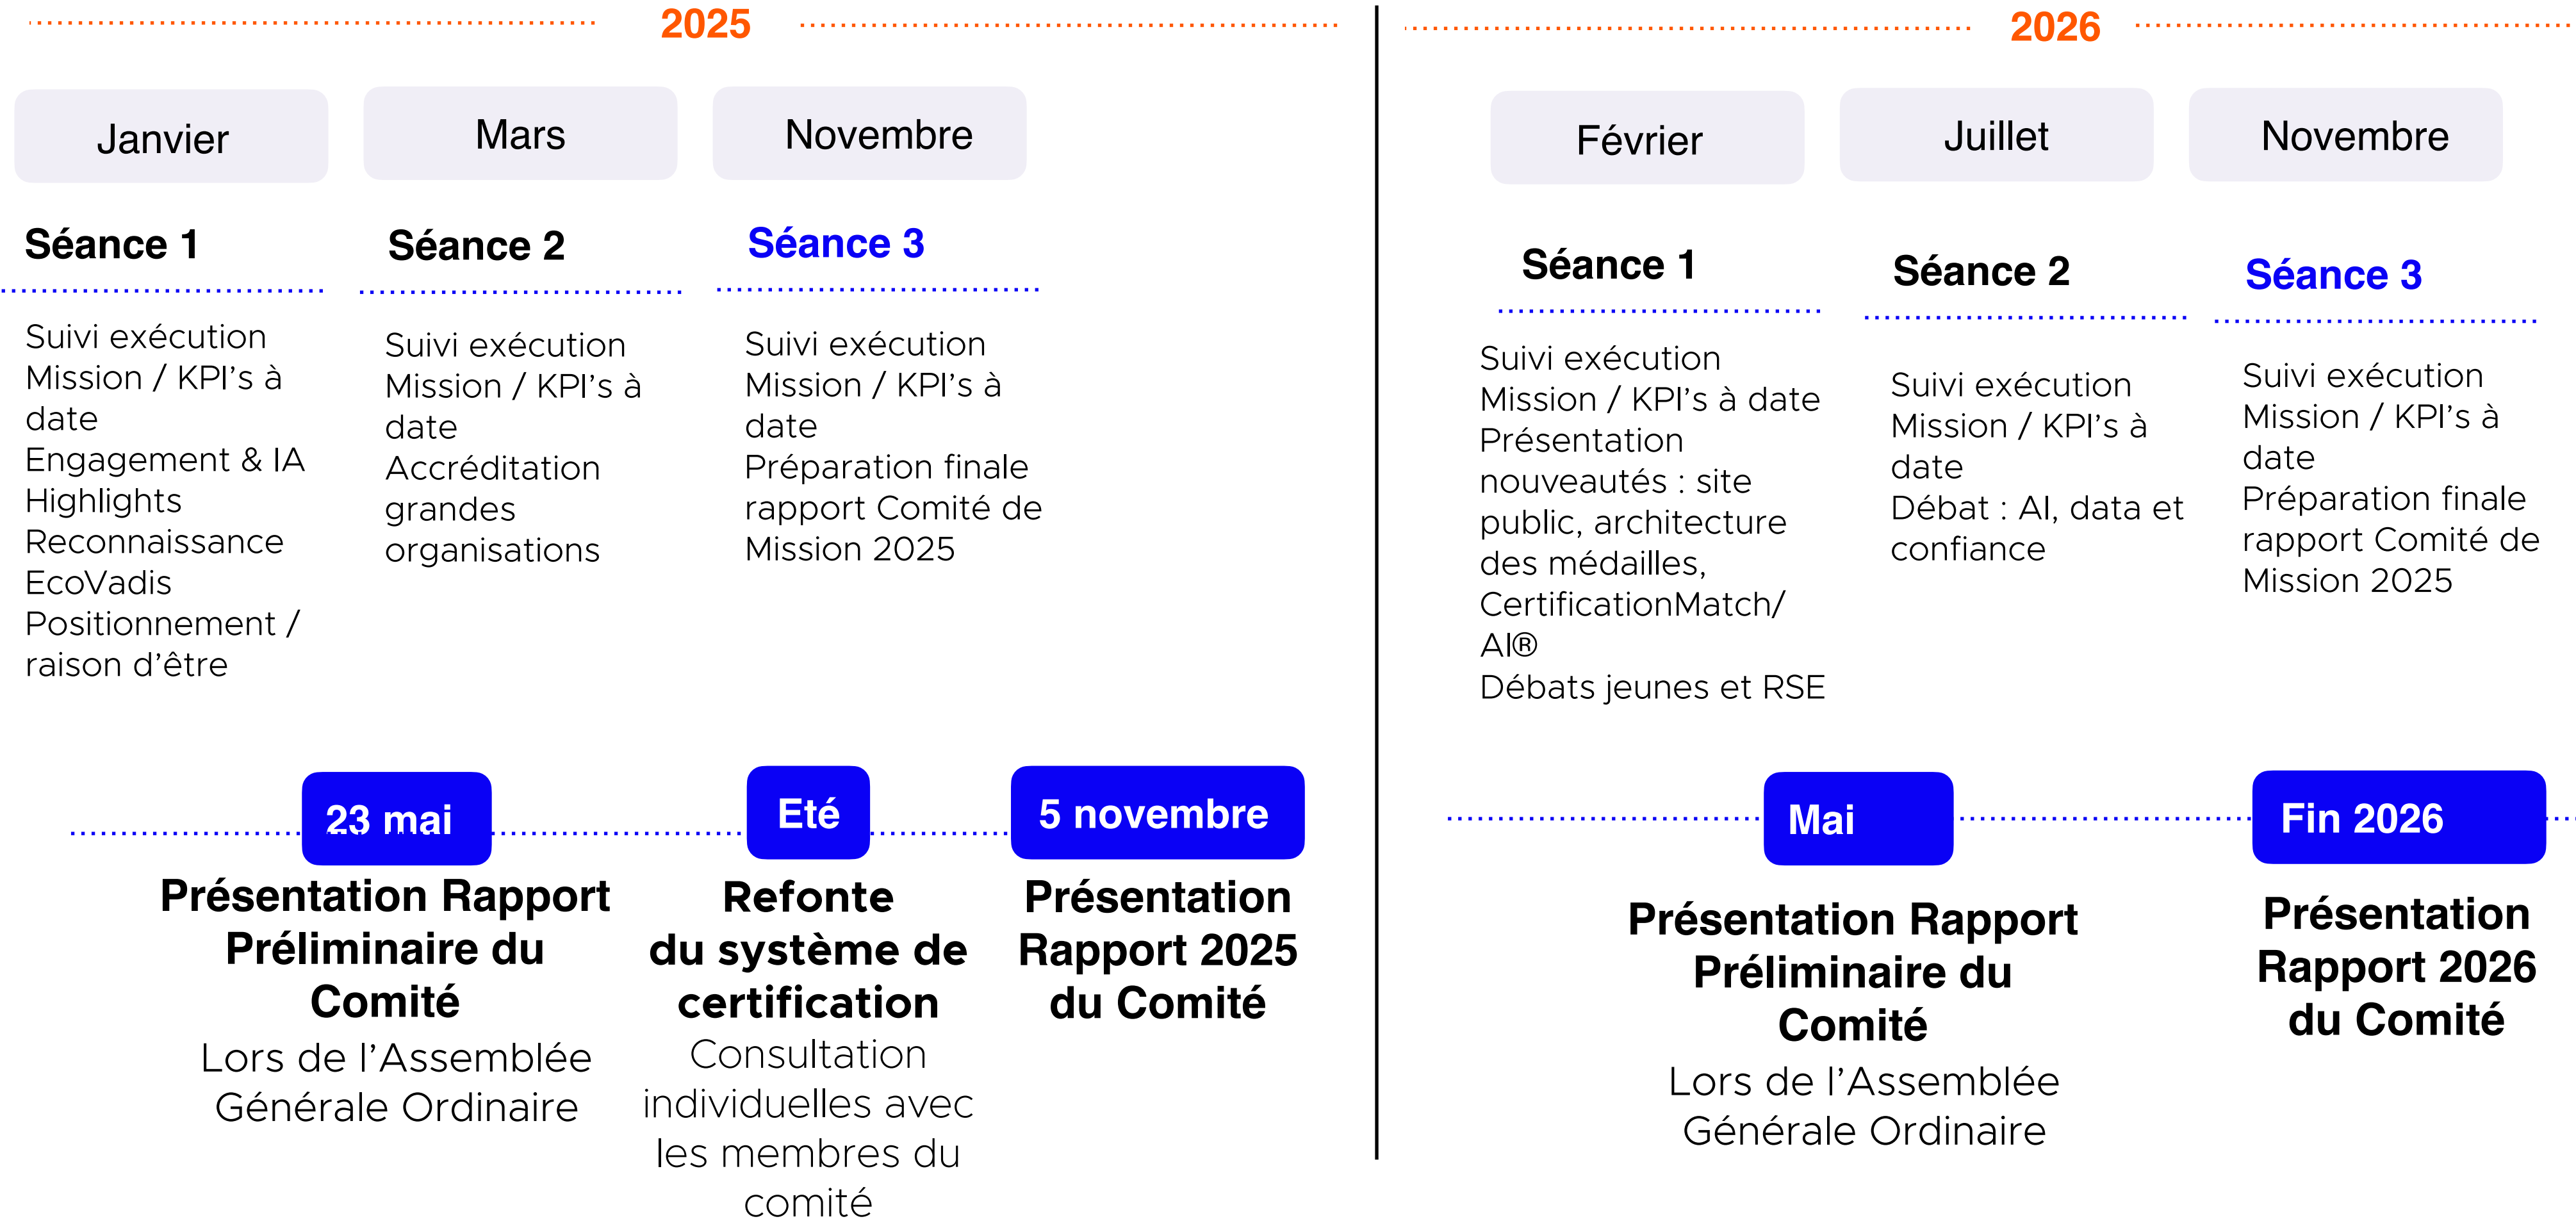 2025
Janvier
Mars
Novembre
Séance 1
Suivi exécution
Mission / KPI's à
date
Engagement & IA
Highlights
Reconnaissance
EcoVadis
Positionnement /
raison d'être
Séance 2
Suivi exécution
Mission / KPI's à
date
Accréditation
grandes
organisations
Séance 3
Suivi exécution
Mission / KPI's à
date
Préparation finale
rapport Comité de
Mission 2025
23 mai
Présentation Rapport
Préliminaire du
Comité
Lors de l'Assemblée
Générale Ordinaire
Eté
Refonte
du système de
certification
Consultation
individuelles avec
les membres du
comité
5 novembre
Présentation
Rapport 2025
du Comité
2026
Février
Juillet
Novembre
Séance 1
Suivi exécution
Mission / KPI's à date
Présentation
nouveautés : site
public, architecture
des médailles,
CertificationMatch/
AI®
Débats jeunes et RSE
Séance 2
Suivi exécution
Mission / KPI's à
date
Débat : AI, data et
confiance
Séance 3
Suivi exécution
Mission / KPI's à
date
Préparation finale
rapport Comité de
Mission 2025
Mai
Présentation Rapport
Préliminaire du
Comité
Lors de l'Assemblée
Générale Ordinaire
Fin 2026
Présentation
Rapport 2026
du Comité